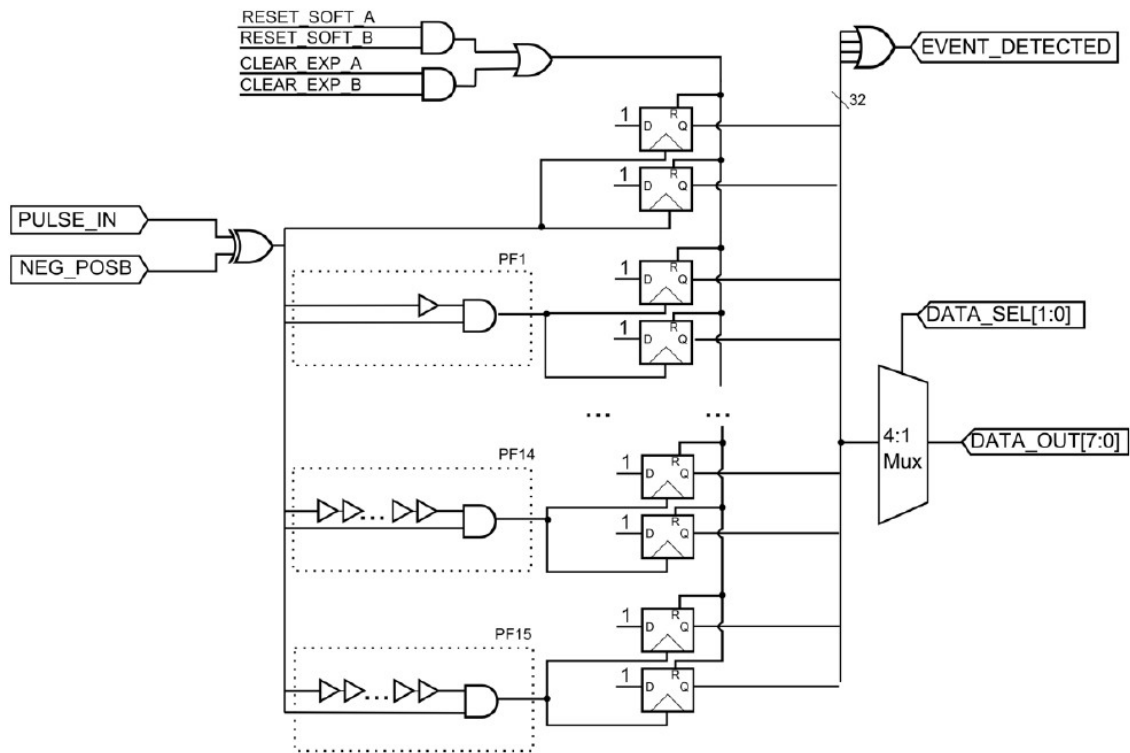 RESET_SOFT_A
RESET_SOFT_B
CLEAR_EXP_A
CLEAR_EXP_B
EVENT_DETECTED
32
1 D R Q
1 D R Q
PULSE_IN
NEG_POSB
PF1
1 D R Q
1 D R Q
DATA_SEL[1:0]
... ...
4:1
Mux
DATA_OUT[7:0]
PF14
1 D R Q
...
1 D R Q
PF15
1 D R Q
...
1 D R Q